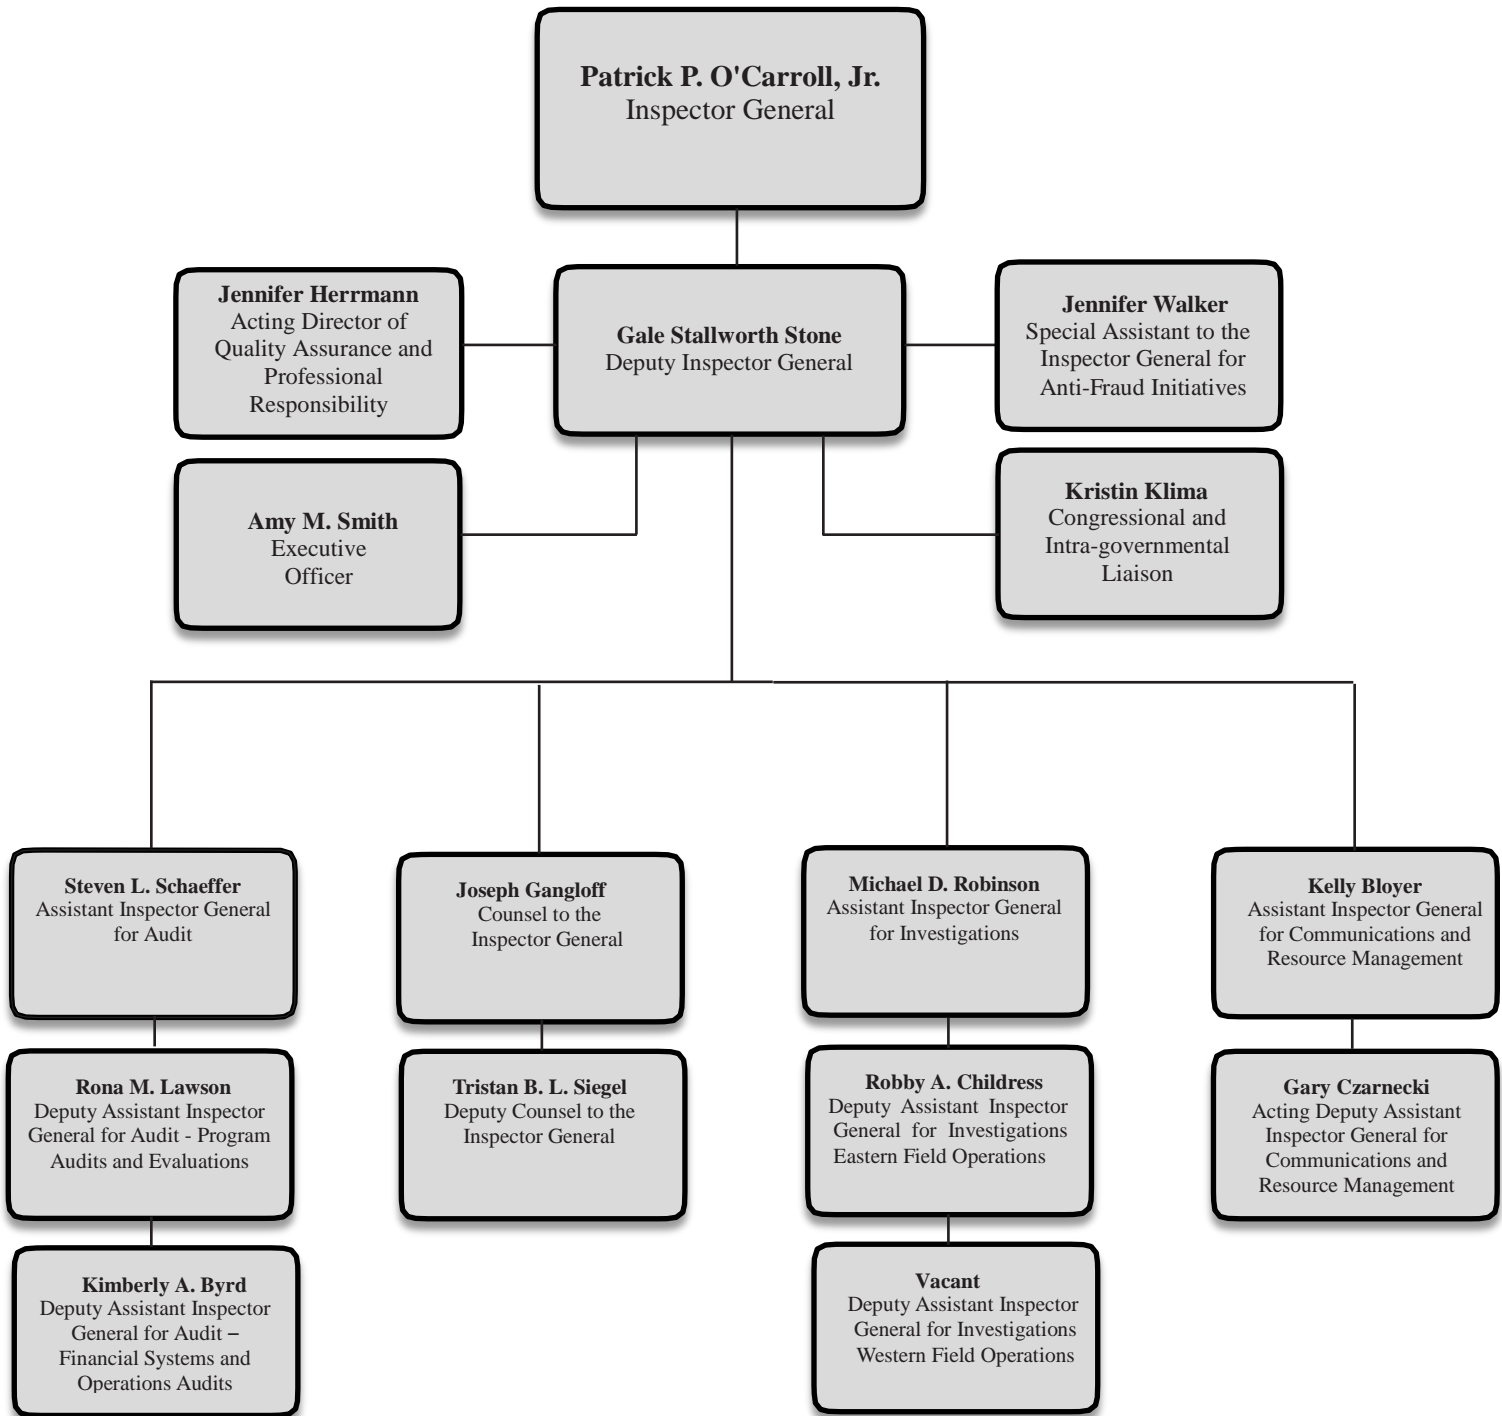 Patrick P. O'Carroll, Jr.
Inspector General
Jennifer Herrmann
Acting Director of
Quality Assurance and
Professional
Responsibility
Gale Stallworth Stone
Deputy Inspector General
Jennifer Walker
Special Assistant to the
Inspector General for
Anti-Fraud Initiatives
Amy M. Smith
Executive
Officer
Kristin Klima
Congressional and
Intra-governmental
Liaison
Steven L. Schaeffer
Assistant Inspector General
for Audit
Joseph Gangloff
Counsel to the
Inspector General
Michael D. Robinson
Assistant Inspector General
for Investigations
Kelly Bloyer
Assistant Inspector General
for Communications and
Resource Management
Rona M. Lawson
Deputy Assistant Inspector
General for Audit - Program
Audits and Evaluations
Tristan B. L. Siegel
Deputy Counsel to the
Inspector General
Robby A. Childress
Deputy Assistant Inspector
General for Investigations
Eastern Field Operations
Gary Czarnecki
Acting Deputy Assistant
Inspector General for
Communications and
Resource Management
Kimberly A. Byrd
Deputy Assistant Inspector
General for Audit –
Financial Systems and
Operations Audits
Vacant
Deputy Assistant Inspector
General for Investigations
Western Field Operations